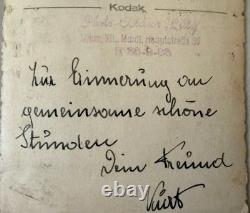 Kodak
Zur Erinnerung an
gemeinsame schöne
Stunden
Dein Freund
Kurt